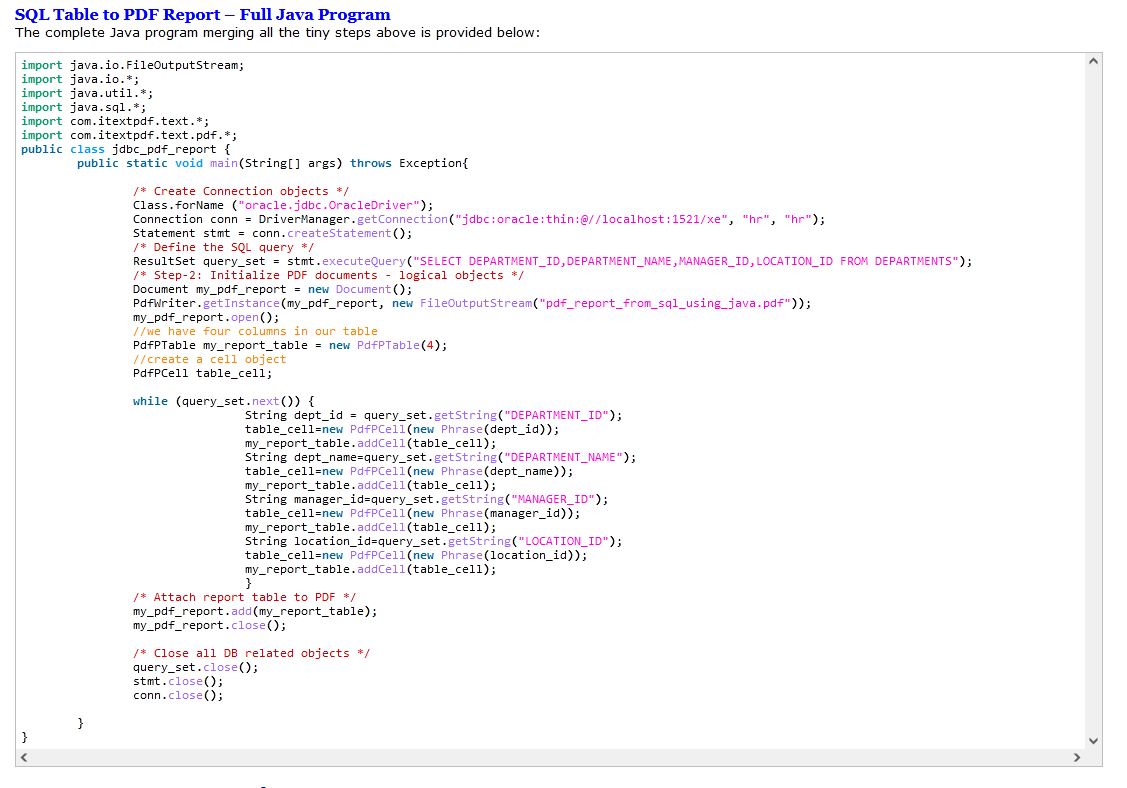 SQL Table to PDF Report – Full Java Program
The complete Java program merging all the tiny steps above is provided below:
import java.io.FileOutputStream;
import java.io.*;
import java.util.*;
import java.sql.*;
import com.itextpdf.text.*;
import com.itextpdf.text.pdf.*;
public class jdbc_pdf_report {
        public static void main(String[] args) throws Exception{
                /* Create Connection objects */
                Class.forName ("oracle.jdbc.OracleDriver");
                Connection conn = DriverManager.getConnection("jdbc:oracle:thin:@//localhost:1521/xe", "hr", "hr");
                Statement stmt = conn.createStatement();
                /* Define the SQL query */
                ResultSet query_set = stmt.executeQuery("SELECT DEPARTMENT_ID,DEPARTMENT_NAME,MANAGER_ID,LOCATION_ID FROM DEPARTMENTS");
                /* Step-2: Initialize PDF documents - logical objects */
                Document my_pdf_report = new Document();
                PdfWriter.getInstance(my_pdf_report, new FileOutputStream("pdf_report_from_sql_using_java.pdf"));
                my_pdf_report.open();
                //we have four columns in our table
                PdfPTable my_report_table = new PdfPTable(4);
                //create a cell object
                PdfPCell table_cell;
                while (query_set.next()) {
                                String dept_id = query_set.getString("DEPARTMENT_ID");
                                table_cell=new PdfPCell(new Phrase(dept_id));
                                my_report_table.addCell(table_cell);
                                String dept_name=query_set.getString("DEPARTMENT_NAME");
                                table_cell=new PdfPCell(new Phrase(dept_name));
                                my_report_table.addCell(table_cell);
                                String manager_id=query_set.getString("MANAGER_ID");
                                table_cell=new PdfPCell(new Phrase(manager_id));
                                my_report_table.addCell(table_cell);
                                String location_id=query_set.getString("LOCATION_ID");
                                table_cell=new PdfPCell(new Phrase(location_id));
                                my_report_table.addCell(table_cell);
                                }
                /* Attach report table to PDF */
                my_pdf_report.add(my_report_table);
                my_pdf_report.close();
                /* Close all DB related objects */
                query_set.close();
                stmt.close();
                conn.close();
        }
}